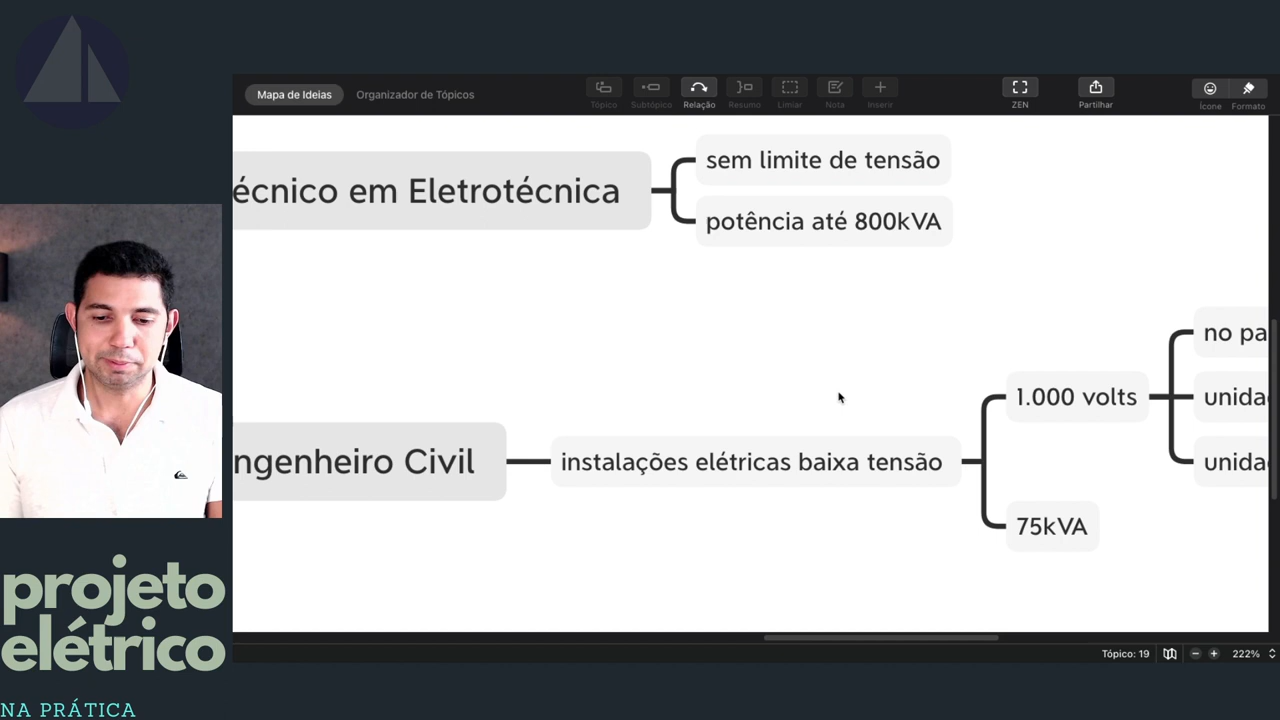 Mapa de Ideias
Organizador de Tópicos
Tópico
Subtópico
Relação
Resumo
Limiar
Nota
Inserir
ZEN
Partilhar
Ícone
Formato
écnico em Eletrotécnica
sem limite de tensão
potência até 800kVA
ngenheiro Civil
instalações elétricas baixa tensão
1.000 volts
75kVA
no pa
unida
unida
projeto
elétrico
NA PRÁTICA
Tópico: 19
222%